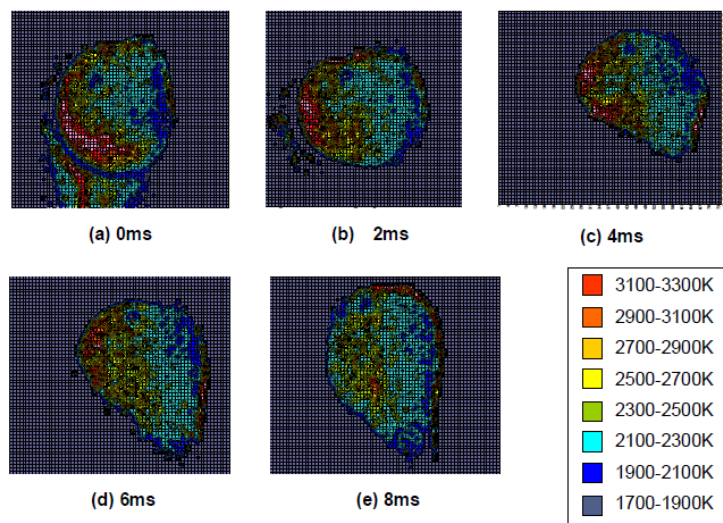 (a) 0ms
(b) 2ms
(c) 4ms
(d) 6ms
(e) 8ms
3100-3300K
2900-3100K
2700-2900K
2500-2700K
2300-2500K
2100-2300K
1900-2100K
1700-1900K